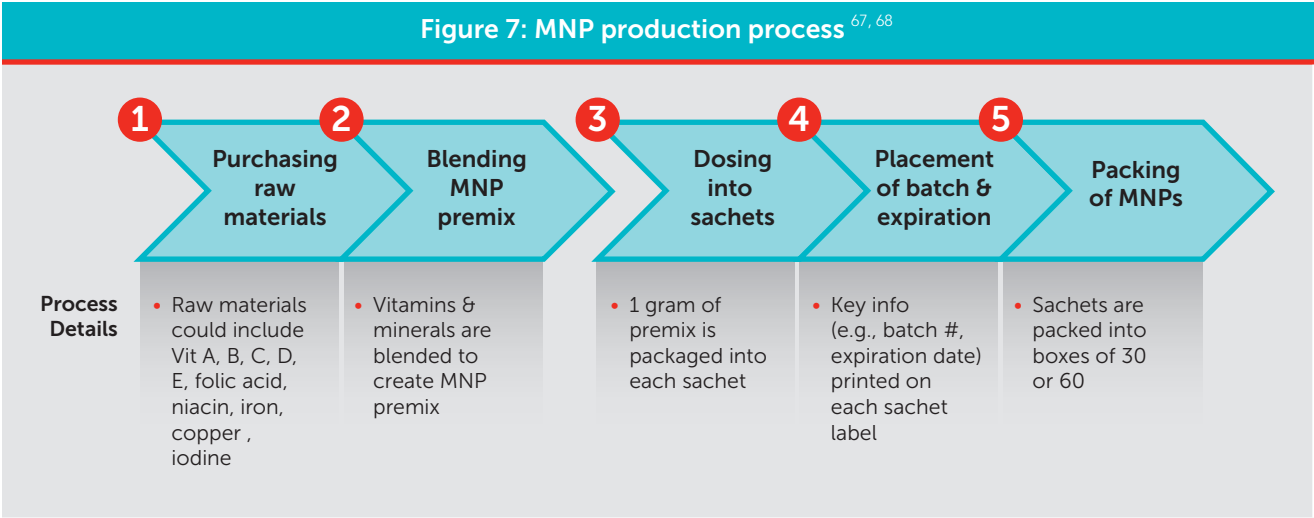 Figure 7: MNP production process 67, 68
1
Purchasing
raw
materials
2
Blending
MNP
premix
3
Dosing
into
sachets
4
Placement
of batch &
expiration
5
Packing
of MNPs
Process
Details
• Raw materials
could include
Vit A, B, C, D,
E, folic acid,
niacin, iron,
copper ,
iodine
• Vitamins &
minerals are
blended to
create MNP
premix
• 1 gram of
premix is
packaged into
each sachet
• Key info
(e.g., batch #,
expiration date)
printed on
each sachet
label
• Sachets are
packed into
boxes of 30
or 60